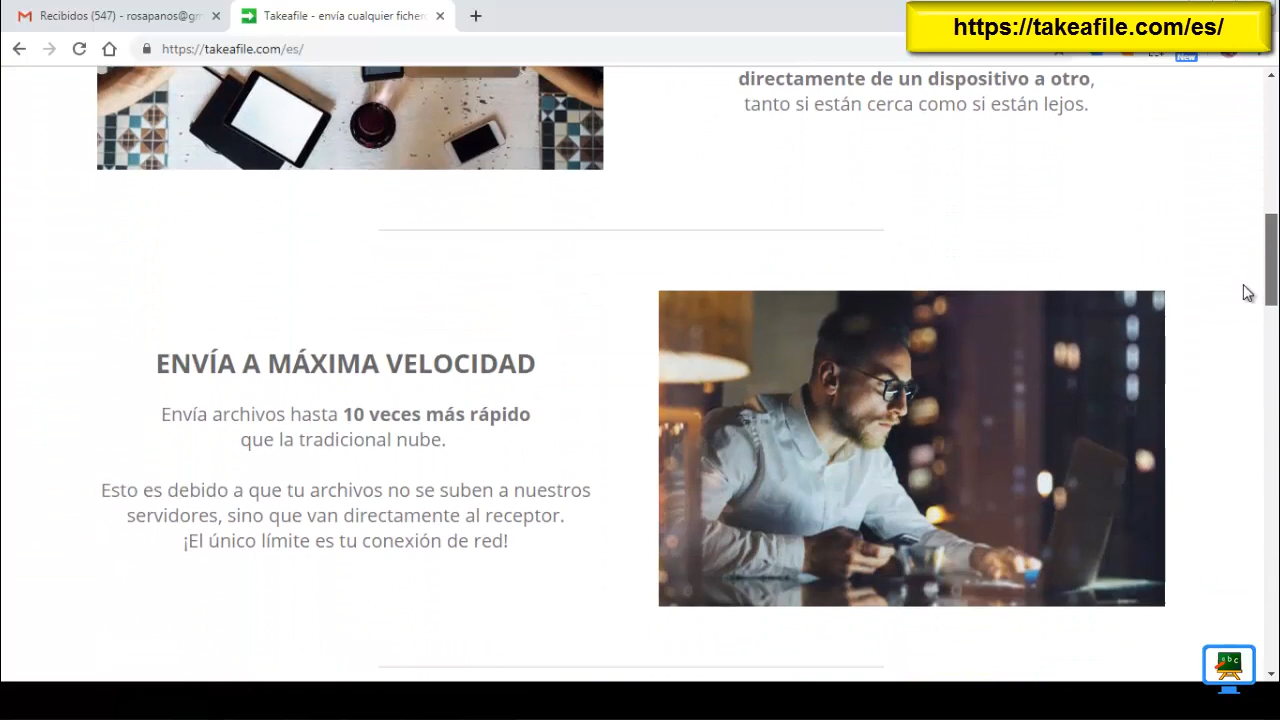 Recibidos (547) - rosapanos@gm
Takeafile - envía cualquier ficher
https://takeafile.com/es/
https://takeafile.com/es/
New
directamente de un dispositivo a otro,
tanto si están cerca como si están lejos.
ENVÍA A MÁXIMA VELOCIDAD
Envía archivos hasta 10 veces más rápido
que la tradicional nube.
Esto es debido a que tu archivos no se suben a nuestros
servidores, sino que van directamente al receptor.
¡El único límite es tu conexión de red!
abc